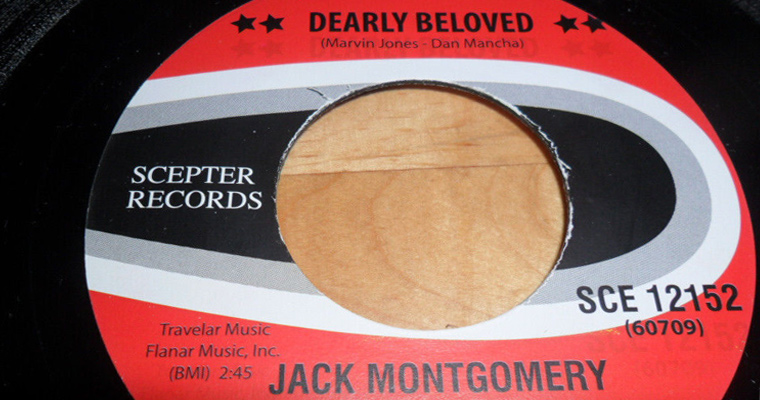 DEARLY BELOVED
(Marvin Jones - Dan Mancha)
SCEPTER
RECORDS
SCE 12152
(60709)
Travelar Music
Flanar Music, Inc.
(BMI) 2:45
JACK MONTGOMERY